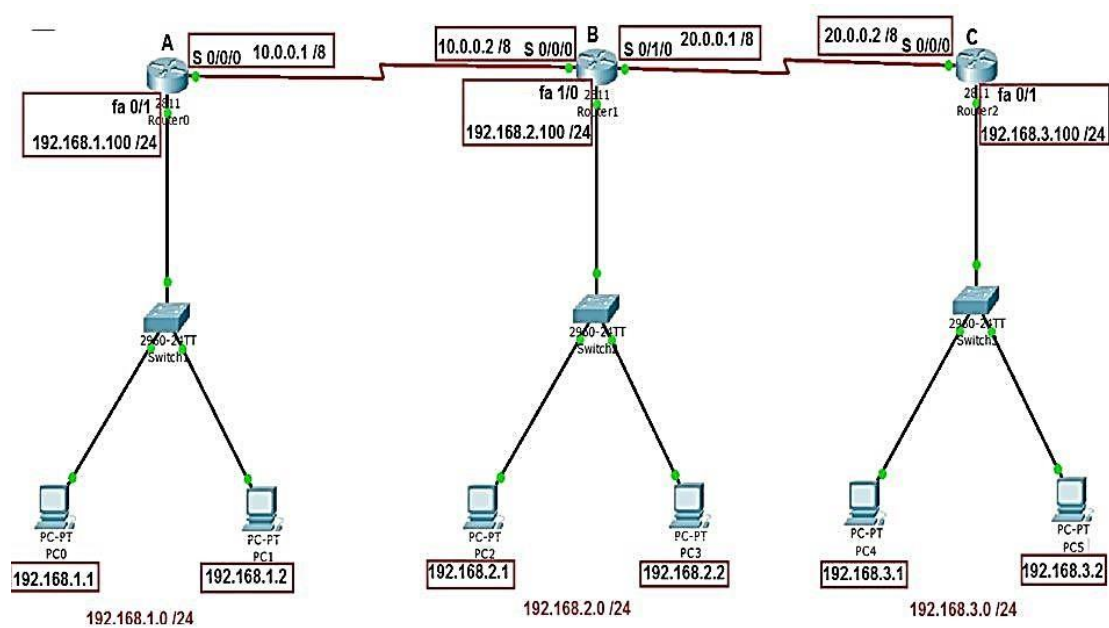 A
S 0/0/0 10.0.0.1 /8
10.0.0.2 /8 S 0/0/0
B
S 0/1/0 20.0.0.1 /8
20.0.0.2 /8 S 0/0/0
C
fa 0/1
2811
Router0
192.168.1.100 /24
fa 1/0
2811
Router1
192.168.2.100 /24
fa 0/1
2811
Router2
192.168.3.100 /24
2960-24TT
Switch1
2960-24TT
2960-24TT
PC-PT
PC0
192.168.1.1
PC-PT
PC1
192.168.1.2
PC-PT
PC2
192.168.2.1
PC-PT
PC3
192.168.2.2
PC-PT
PC4
192.168.3.1
PC-PT
PC5
192.168.3.2
192.168.1.0 /24
192.168.2.0 /24
192.168.3.0 /24